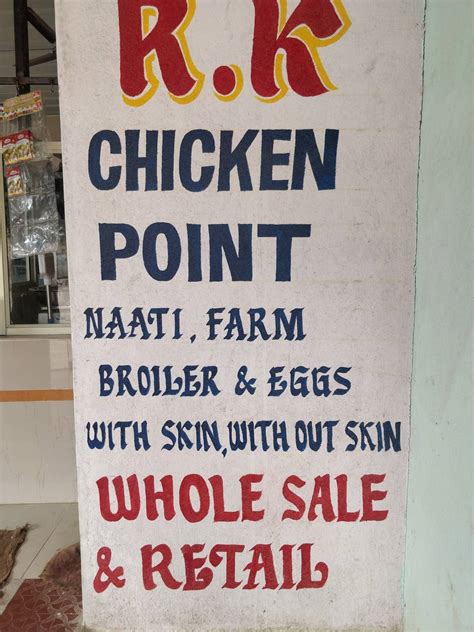 R.K
CHICKEN
POINT
NAATI, FARM
BROILER & EGGS
WITH SKIN, WITH OUT SKIN
WHOLE SALE
& RETAIL